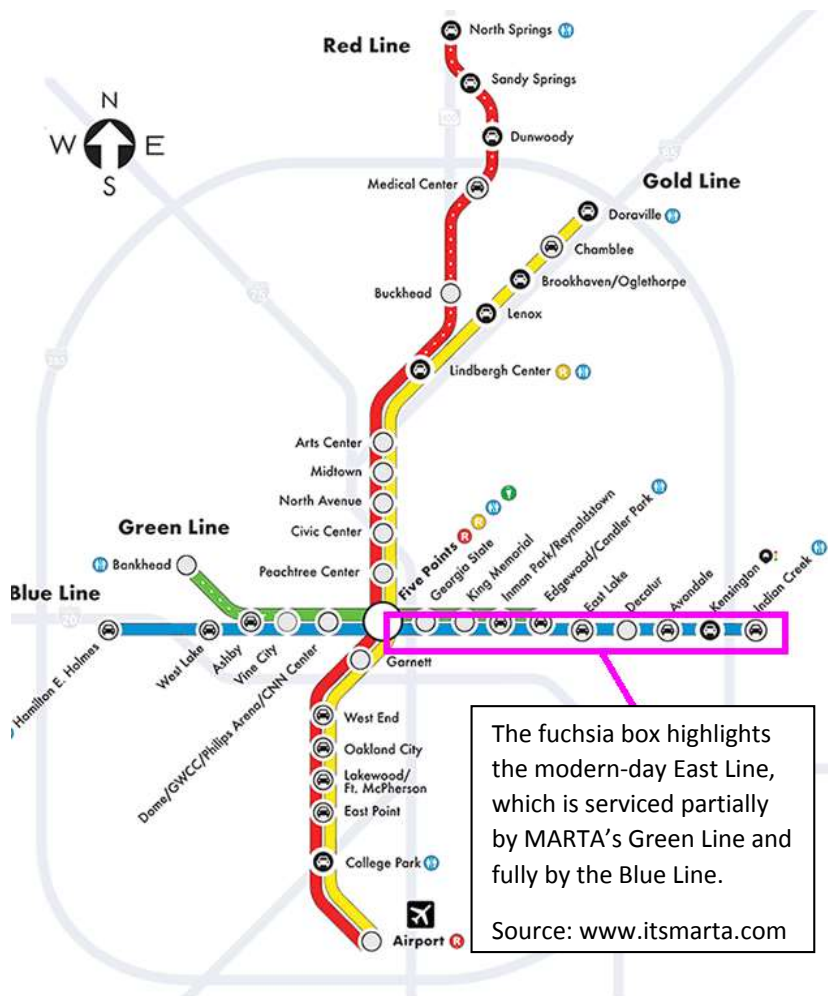 Red Line
North Springs
Sandy Springs
N
W E
S
Dunwoody
Medical Center
Gold Line
Doraville
Chamblee
Brookhaven/Oglethorpe
Buckhead
Lenox
Lindbergh Center R
Arts Center
Midtown
North Avenue
Civic Center
Peachtree Center
Green Line
Bankhead
Blue Line
Hamilton E. Holmes
West Lake
Ashby
Vine City
Dome/GWCC/Philips Arena/CNN Center
Five Points R R
Georgia State
King Memorial
Inman Park/Reynoldstown
Edgewood/Candler Park
East Lake
Decatur
Avondale
Kensington
Indian Creek
Garnett
West End
Oakland City
Lakewood/
Ft. McPherson
East Point
College Park
Airport R
75
85
20
The fuchsia box highlights
the modern-day East Line,
which is serviced partially
by MARTA’s Green Line and
fully by the Blue Line.
Source: www.itsmarta.com